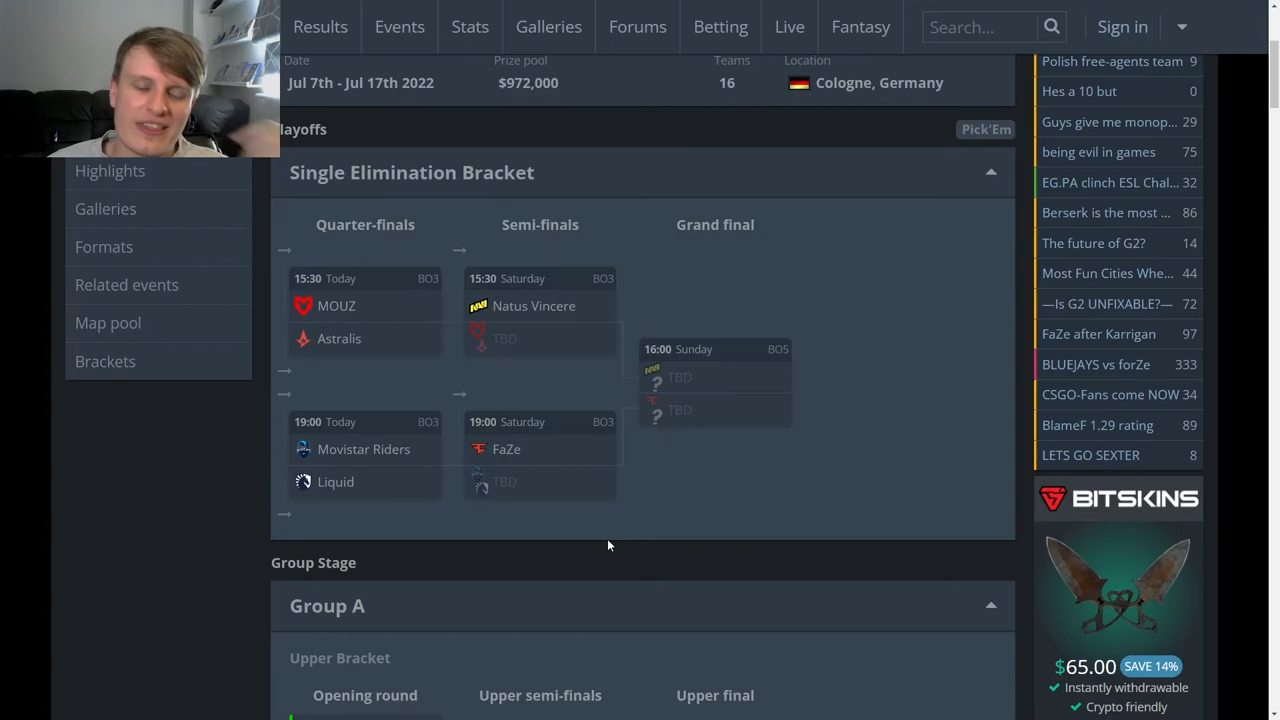 Results
Events
Stats
Galleries
Forums
Betting
Live
Fantasy
Search...
Sign in
Date
Prize pool
Teams
Location
Jul 7th - Jul 17th 2022
$972,000
16
Cologne, Germany
layoffs
Pick'Em
Highlights
Galleries
Formats
Related events
Map pool
Brackets
Single Elimination Bracket
Quarter-finals
Semi-finals
Grand final
15:30 Today BO3
MOUZ
Astralis
15:30 Saturday BO3
Natus Vincere
TBD
16:00 Sunday BO5
TBD
TBD
19:00 Today BO3
Movistar Riders
Liquid
19:00 Saturday BO3
FaZe
TBD
Group Stage
Group A
Upper Bracket
Opening round
Upper semi-finals
Upper final
Polish free-agents team 9
Hes a 10 but 0
Guys give me monop... 29
being evil in games 75
EG.PA clinch ESL Chal... 32
Berserk is the most ... 86
The future of G2? 14
Most Fun Cities Whe... 44
—Is G2 UNFIXABLE?— 72
FaZe after Karrigan 97
BLUEJAYS vs forZe 333
CSGO-Fans come NOW 34
BlameF 1.29 rating 89
LETS GO SEXTER 8
BITSKINS
$65.00 SAVE 14%
Instantly withdrawable
Crypto friendly